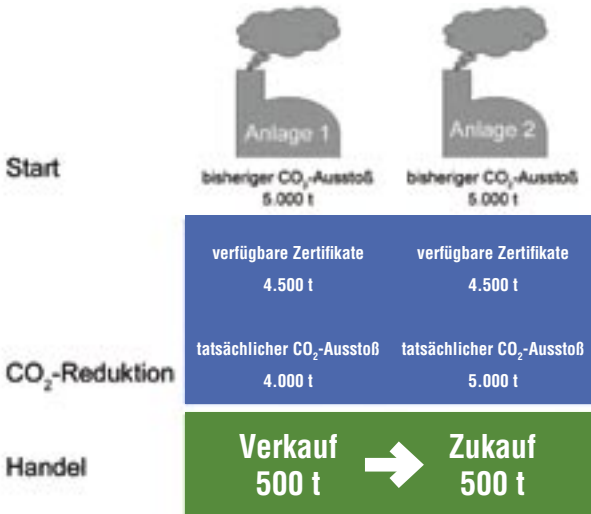 Anlage 1
Anlage 2
Start
bisheriger CO₂-Ausstoß
5.000 t
bisheriger CO₂-Ausstoß
5.000 t
verfügbare Zertifikate
4.500 t
verfügbare Zertifikate
4.500 t
CO₂-Reduktion
tatsächlicher CO₂-Ausstoß
4.000 t
tatsächlicher CO₂-Ausstoß
5.000 t
Handel
Verkauf
500 t
Zukauf
500 t